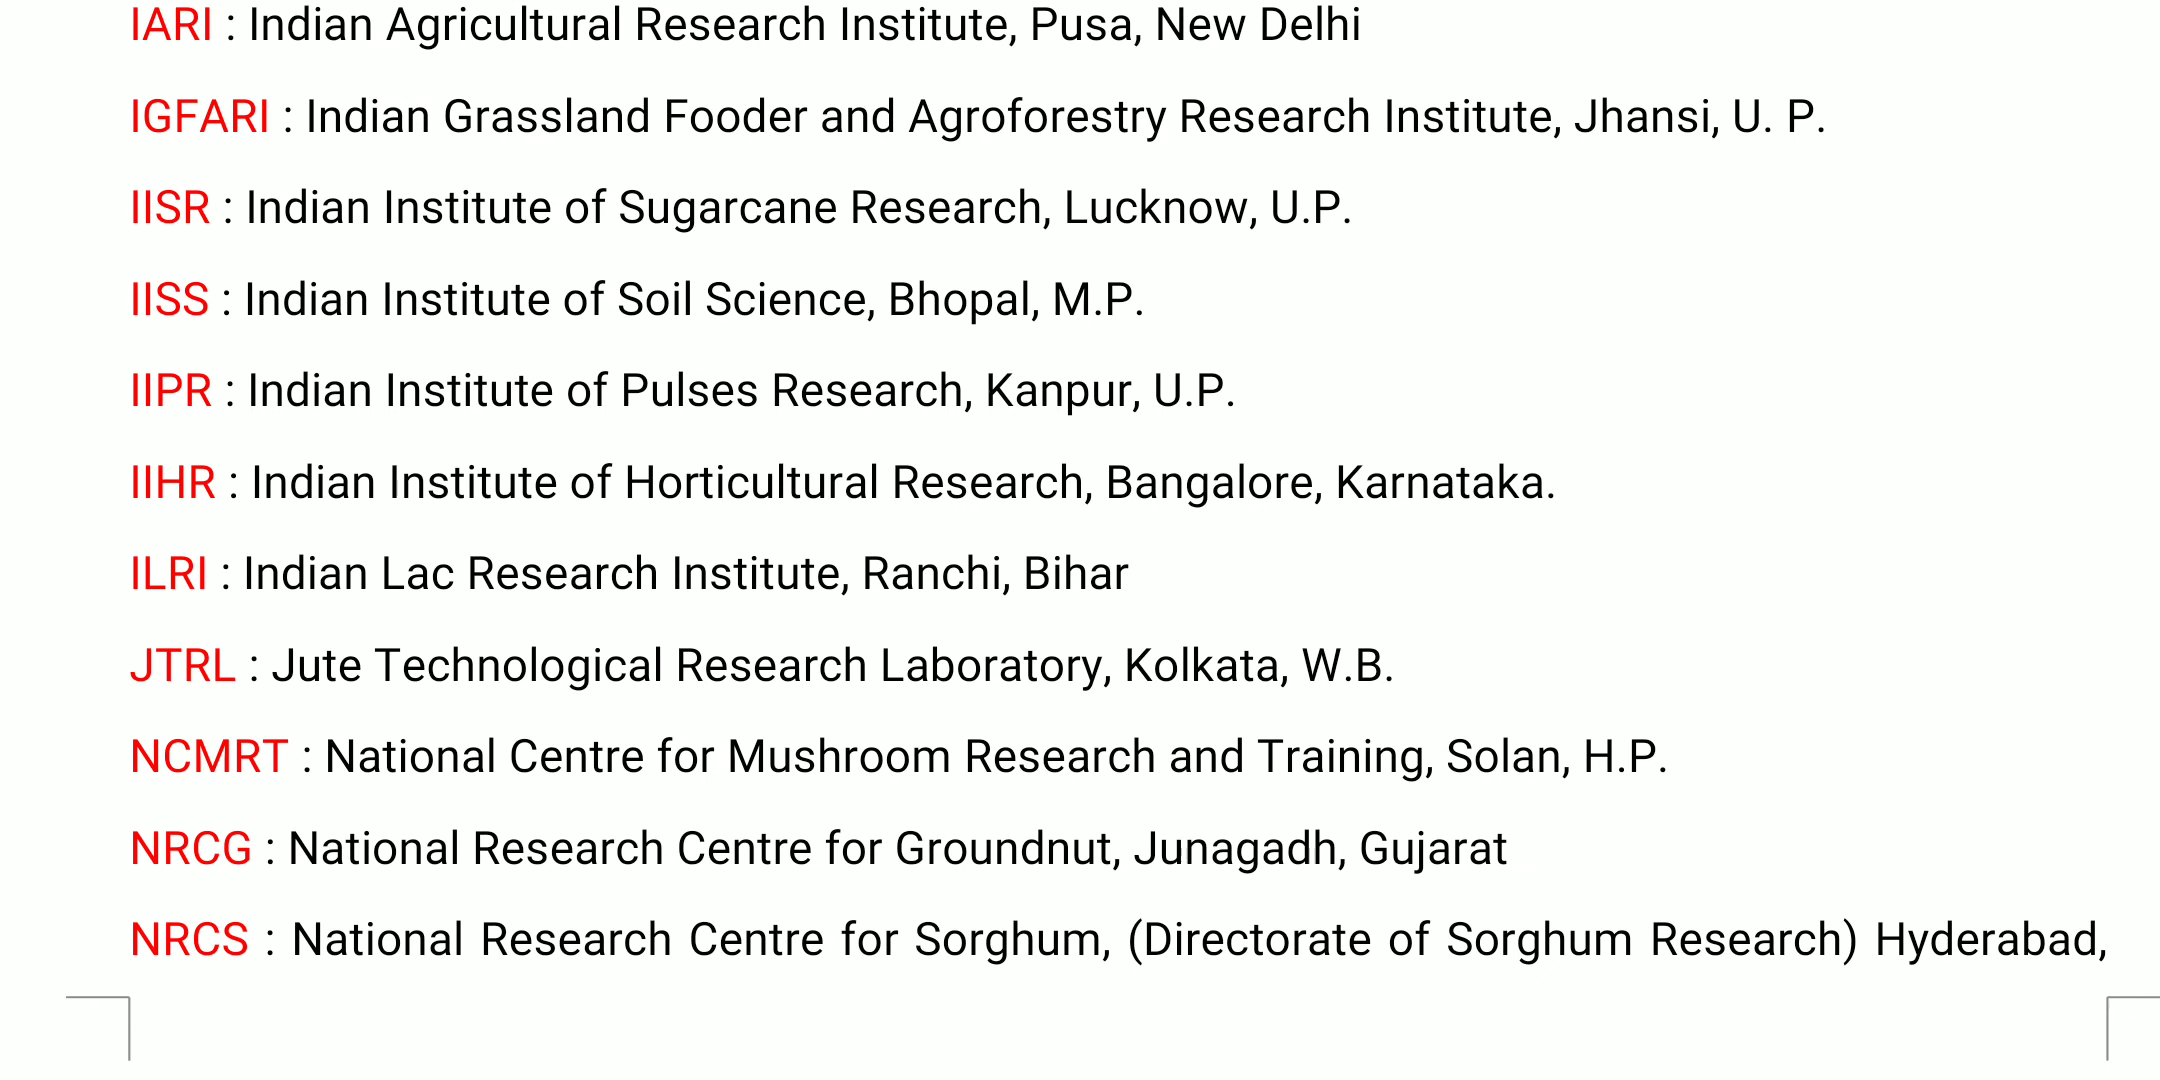 IARI : Indian Agricultural Research Institute, Pusa, New Delhi
IGFARI : Indian Grassland Fooder and Agroforestry Research Institute, Jhansi, U. P.
IISR : Indian Institute of Sugarcane Research, Lucknow, U.P.
IISS : Indian Institute of Soil Science, Bhopal, M.P.
IIPR : Indian Institute of Pulses Research, Kanpur, U.P.
IIHR : Indian Institute of Horticultural Research, Bangalore, Karnataka.
ILRI : Indian Lac Research Institute, Ranchi, Bihar
JTRL : Jute Technological Research Laboratory, Kolkata, W.B.
NCMRT : National Centre for Mushroom Research and Training, Solan, H.P.
NRCG : National Research Centre for Groundnut, Junagadh, Gujarat
NRCS : National Research Centre for Sorghum, (Directorate of Sorghum Research) Hyderabad,